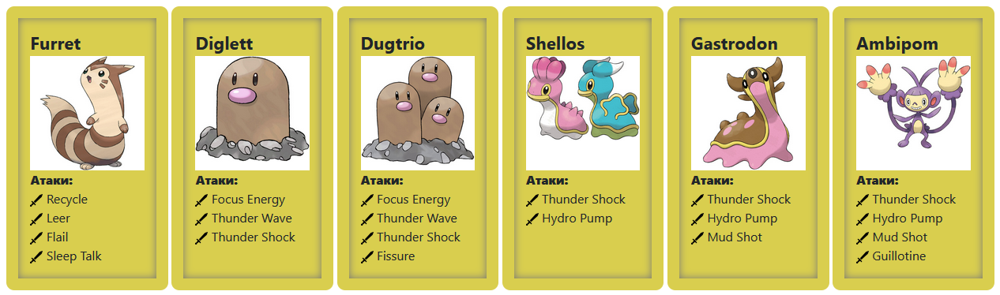 Furret
Атаки:
Recycle
Leer
Flail
Sleep Talk
Diglett
Атаки:
Focus Energy
Thunder Wave
Thunder Shock
Dugtrio
Атаки:
Focus Energy
Thunder Wave
Thunder Shock
Fissure
Shellos
Атаки:
Thunder Shock
Hydro Pump
Gastrodon
Атаки:
Thunder Shock
Hydro Pump
Mud Shot
Ambipom
Атаки:
Thunder Shock
Hydro Pump
Mud Shot
Guillotine